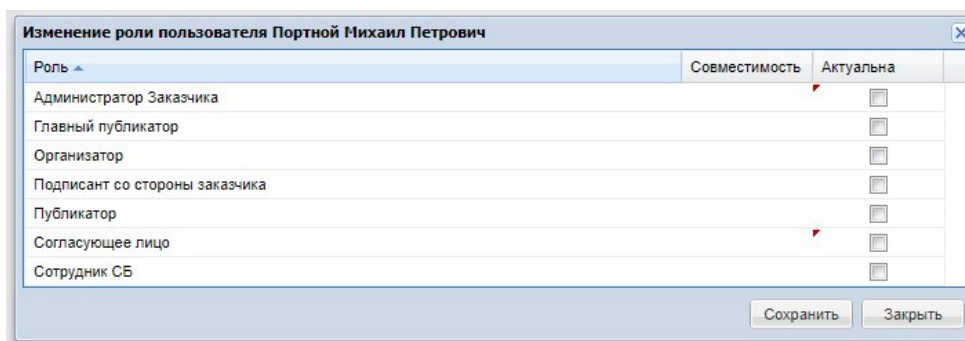 Изменение роли пользователя Портной Михаил Петрович
Роль Совместимость Актуальна
Администратор Заказчика
Главный публикатор
Организатор
Подписант со стороны заказчика
Публикатор
Согласующее лицо
Сотрудник СБ
Сохранить Закрыть